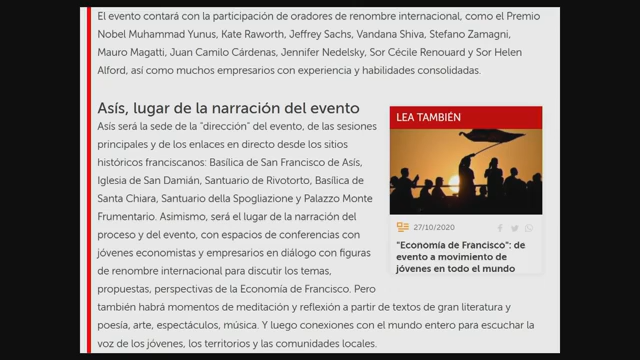 El evento contará con la participación de oradores de renombre internacional, como el Premio
Nobel Muhammad Yunus, Kate Raworth, Jeffrey Sachs, Vandana Shiva, Stefano Zamagni,
Mauro Magatti, Juan Camilo Cárdenas, Jennifer Nedelsky, Sor Cécile Renouard y Sor Helen
Alford, así como muchos empresarios con experiencia y habilidades consolidadas.
Asís, lugar de la narración del evento
Asís será la sede de la "dirección" del evento, de las sesiones
principales y de los enlaces en directo desde los sitios
históricos franciscanos: Basílica de San Francisco de Asís,
Iglesia de San Damián, Santuario de Rivotorto, Basílica de
Santa Chiara, Santuario della Spogliazione y Palazzo Monte
Frumentario. Asimismo, será el lugar de la narración del
proceso y del evento, con espacios de conferencias con
jóvenes economistas y empresarios en diálogo con figuras
de renombre internacional para discutir los temas,
propuestas, perspectivas de la Economía de Francisco. Pero
también habrá momentos de meditación y reflexión a partir de textos de gran literatura y
poesía, arte, espectáculos, música. Y luego conexiones con el mundo entero para escuchar la
voz de los jóvenes, los territorios y las comunidades locales.
LEA TAMBIÉN
27/10/2020
"Economía de Francisco": de
evento a movimiento de
jóvenes en todo el mundo